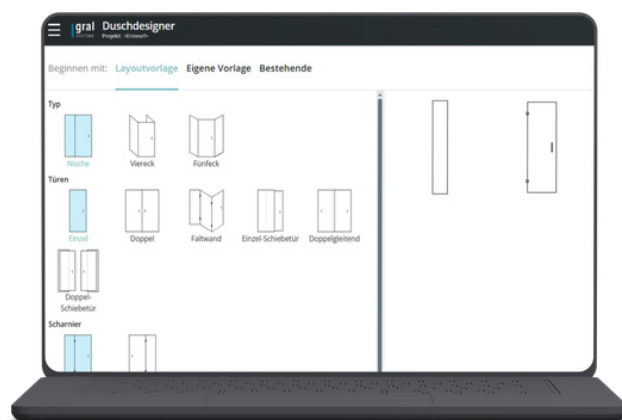 gral Duschdesigner
SYSTEMS Projekt: <Entwurf>
Beginnen mit: Layoutvorlage Eigene Vorlage Bestehende
Typ
Nische Viereck Fünfeck
Türen
Einzel Doppel Faltwand Einzel-Schiebetür Doppelgleitend
Doppel-
Schiebetür
Scharnier